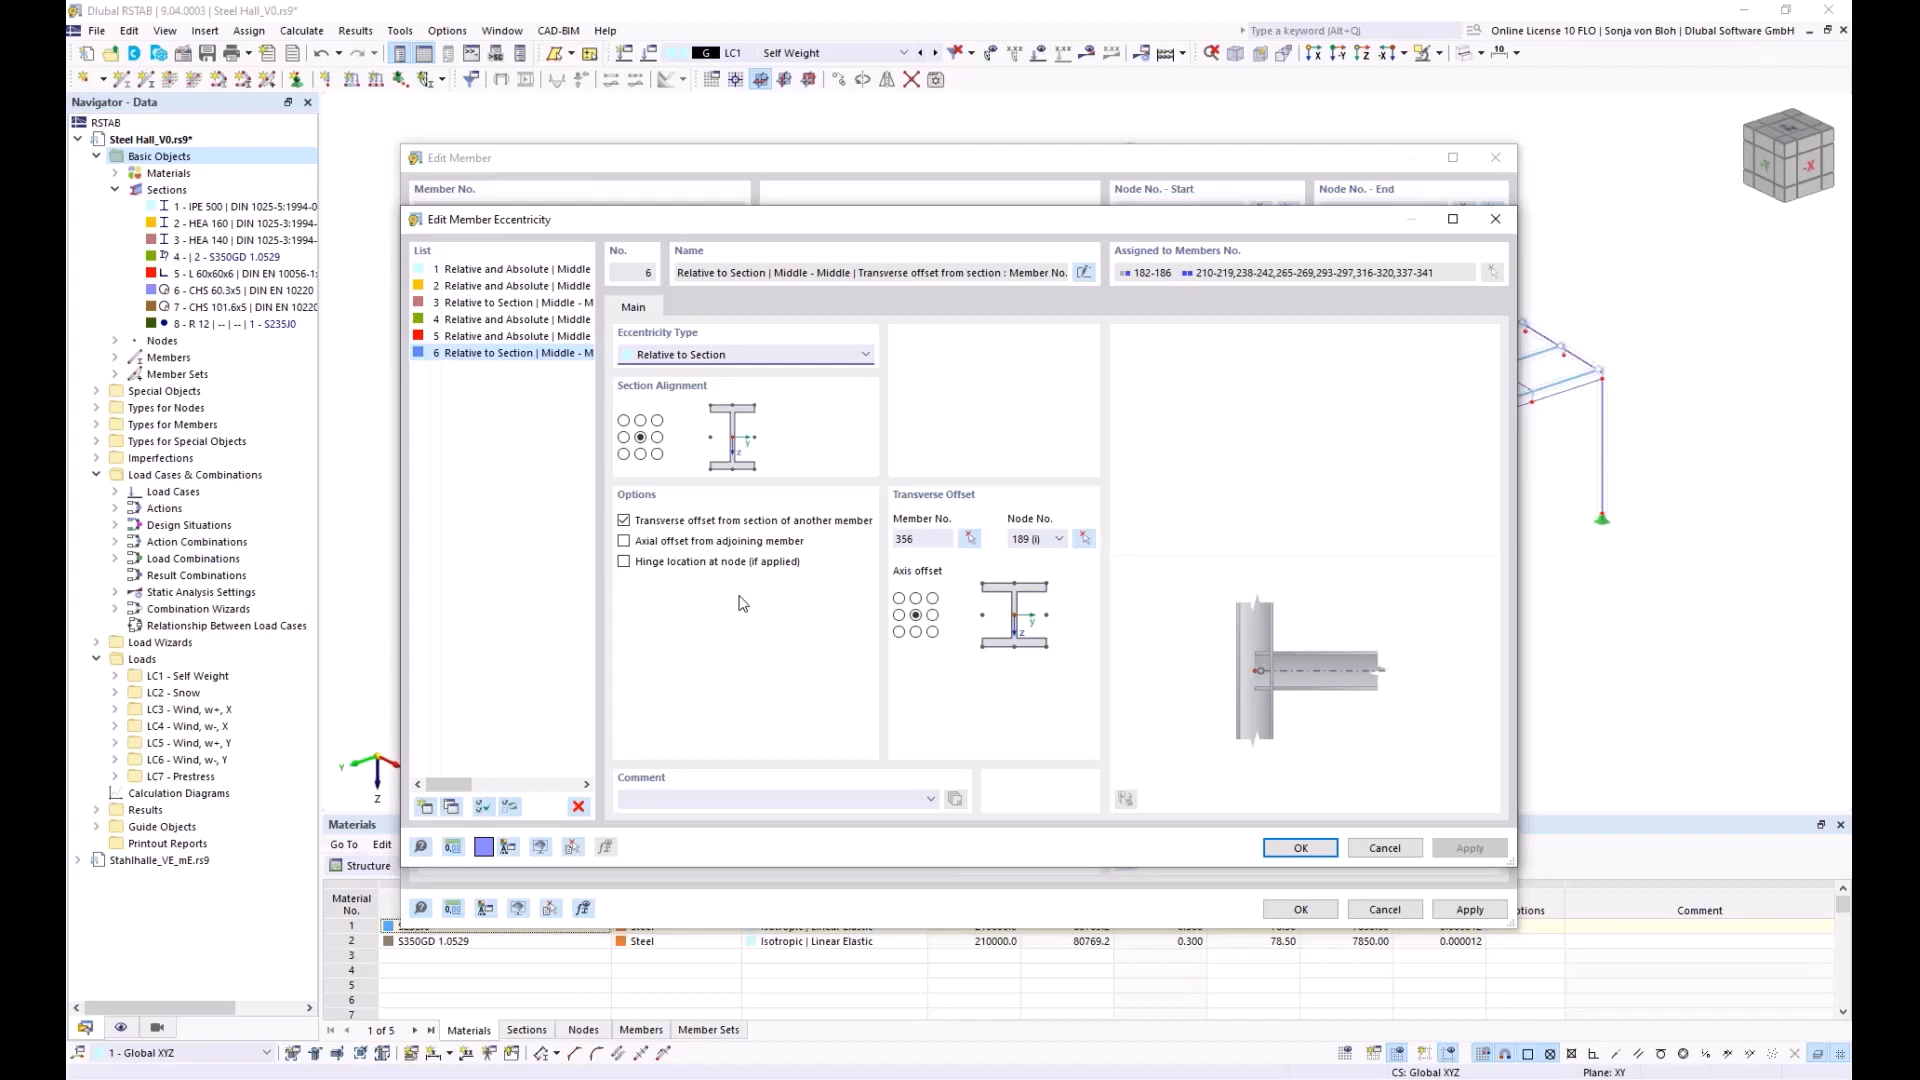 Dlubal RSTAB | 9.04.0003 | Steel Hall_V0.rs9*
File Edit View Insert Assign Calculate Results Tools Options Window CAD-BIM Help
Type a keyword (Alt+Q)
Online License 10 FLO | Sonja von Bloh | Dlubal Software GmbH
G LC1 Self Weight
Navigator - Data
RSTAB
Steel Hall_V0.rs9*
Basic Objects
Materials
Sections
1 - IPE 500 | DIN 1025-5:1994-0
2 - HEA 160 | DIN 1025-3:1994-
3 - HEA 140 | DIN 1025-3:1994-
4 - | 2 - S350GD 1.0529
5 - L 60x60x6 | DIN EN 10056-1:
6 - CHS 60.3x5 | DIN EN 10220
7 - CHS 101.6x5 | DIN EN 10220
8 - R 12 | -- | -- | 1 - S235J0
Nodes
Members
Member Sets
Special Objects
Types for Nodes
Types for Members
Types for Special Objects
Imperfections
Load Cases & Combinations
Load Cases
Actions
Design Situations
Action Combinations
Load Combinations
Result Combinations
Static Analysis Settings
Combination Wizards
Relationship Between Load Cases
Load Wizards
Loads
LC1 - Self Weight
LC2 - Snow
LC3 - Wind, w+, X
LC4 - Wind, w-, X
LC5 - Wind, w+, Y
LC6 - Wind, w-, Y
LC7 - Prestress
Calculation Diagrams
Results
Guide Objects
Printout Reports
Stahlhalle_VE_mE.rs9
Edit Member
Member No.
Node No. - Start
Node No. - End
Edit Member Eccentricity
List
1 Relative and Absolute | Middle
2 Relative and Absolute | Middle
3 Relative to Section | Middle - M
4 Relative and Absolute | Middle
5 Relative and Absolute | Middle
6 Relative to Section | Middle - M
No.
6
Name
Relative to Section | Middle - Middle | Transverse offset from section : Member No.
Assigned to Members No.
182-186 210-219,238-242,265-269,293-297,316-320,337-341
Main
Eccentricity Type
Relative to Section
Section Alignment
y
z
Options
Transverse offset from section of another member
Axial offset from adjoining member
Hinge location at node (if applied)
Transverse Offset
Member No.
Node No.
356
189 (i)
Axis offset
y
z
Comment
OK Cancel Apply
OK Cancel Apply
Y
Z
-Y
-X
Materials
Go To Edit
Structure
Material
No.
Comment
1
2 S350GD 1.0529 Steel Isotropic | Linear Elastic 210000.0 80769.2 0.300 78.50 7850.00 0.000012
3
4
5
6
7
1 of 5 Materials Sections Nodes Members Member Sets
1 - Global XYZ
CS: Global XYZ
Plane: XY